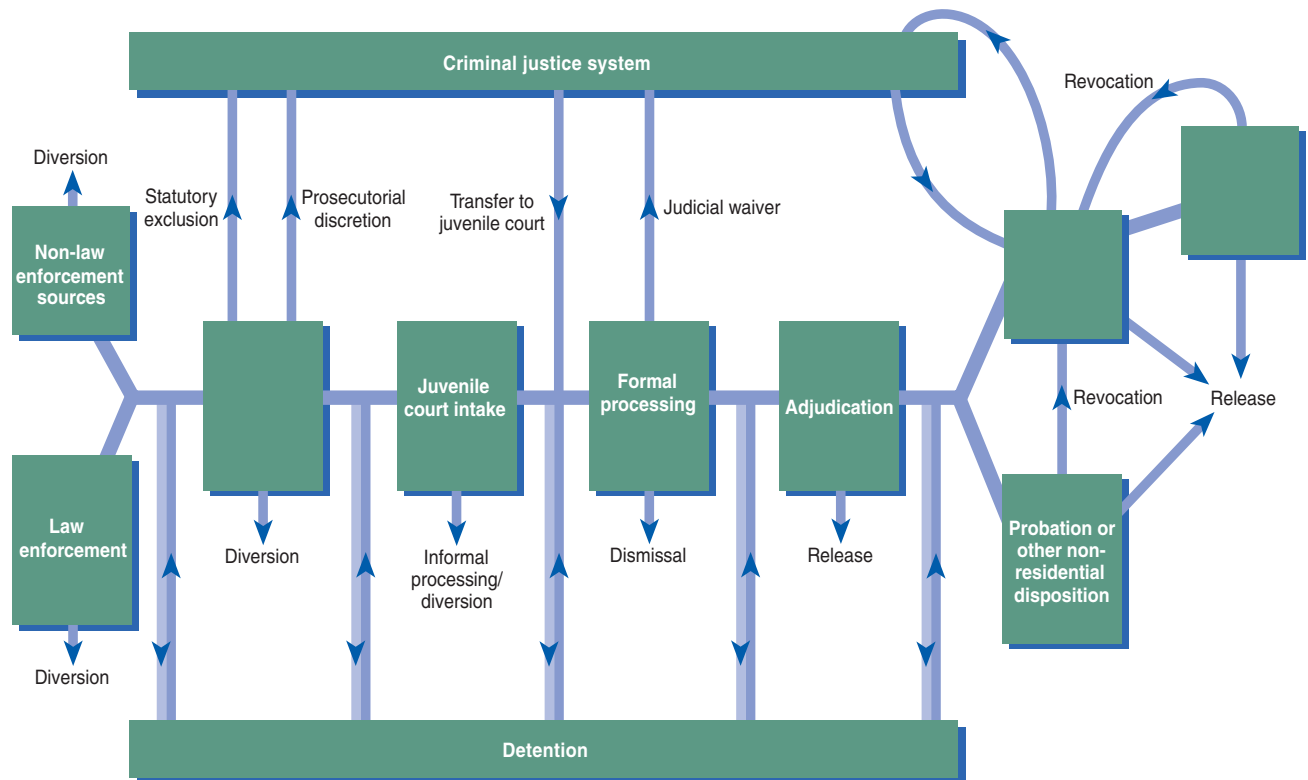 Criminal justice system
Revocation
Diversion
Statutory
exclusion
Prosecutorial
discretion
Transfer to
juvenile court
Judicial waiver
Non-law
enforcement
sources
Juvenile
court intake
Formal
processing
Adjudication
Revocation
Release
Law
enforcement
Probation or
other non-
residential
disposition
Diversion
Informal
processing/
diversion
Dismissal
Release
Diversion
Detention